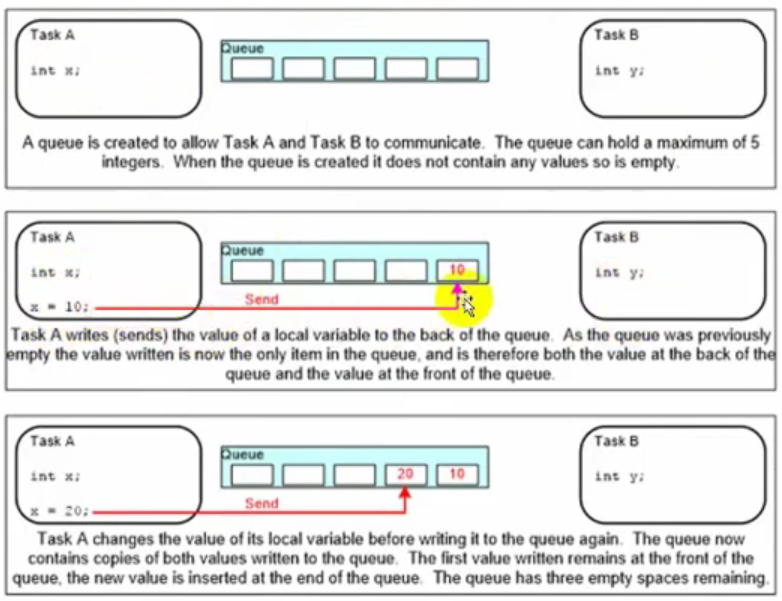 Task A
int x;
Queue
Task B
int y;
A queue is created to allow Task A and Task B to communicate. The queue can hold a maximum of 5
integers. When the queue is created it does not contain any values so is empty.
Task A
int x;
x = 10;
Queue
10
Send
Task B
int y;
Task A writes (sends) the value of a local variable to the back of the queue. As the queue was previously
empty the value written is now the only item in the queue, and is therefore both the value at the back of the
queue and the value at the front of the queue.
Task A
int x;
x = 20;
Queue
20 10
Send
Task B
int y;
Task A changes the value of its local variable before writing it to the queue again. The queue now
contains copies of both values written to the queue. The first value written remains at the front of the
queue, the new value is inserted at the end of the queue. The queue has three empty spaces remaining.